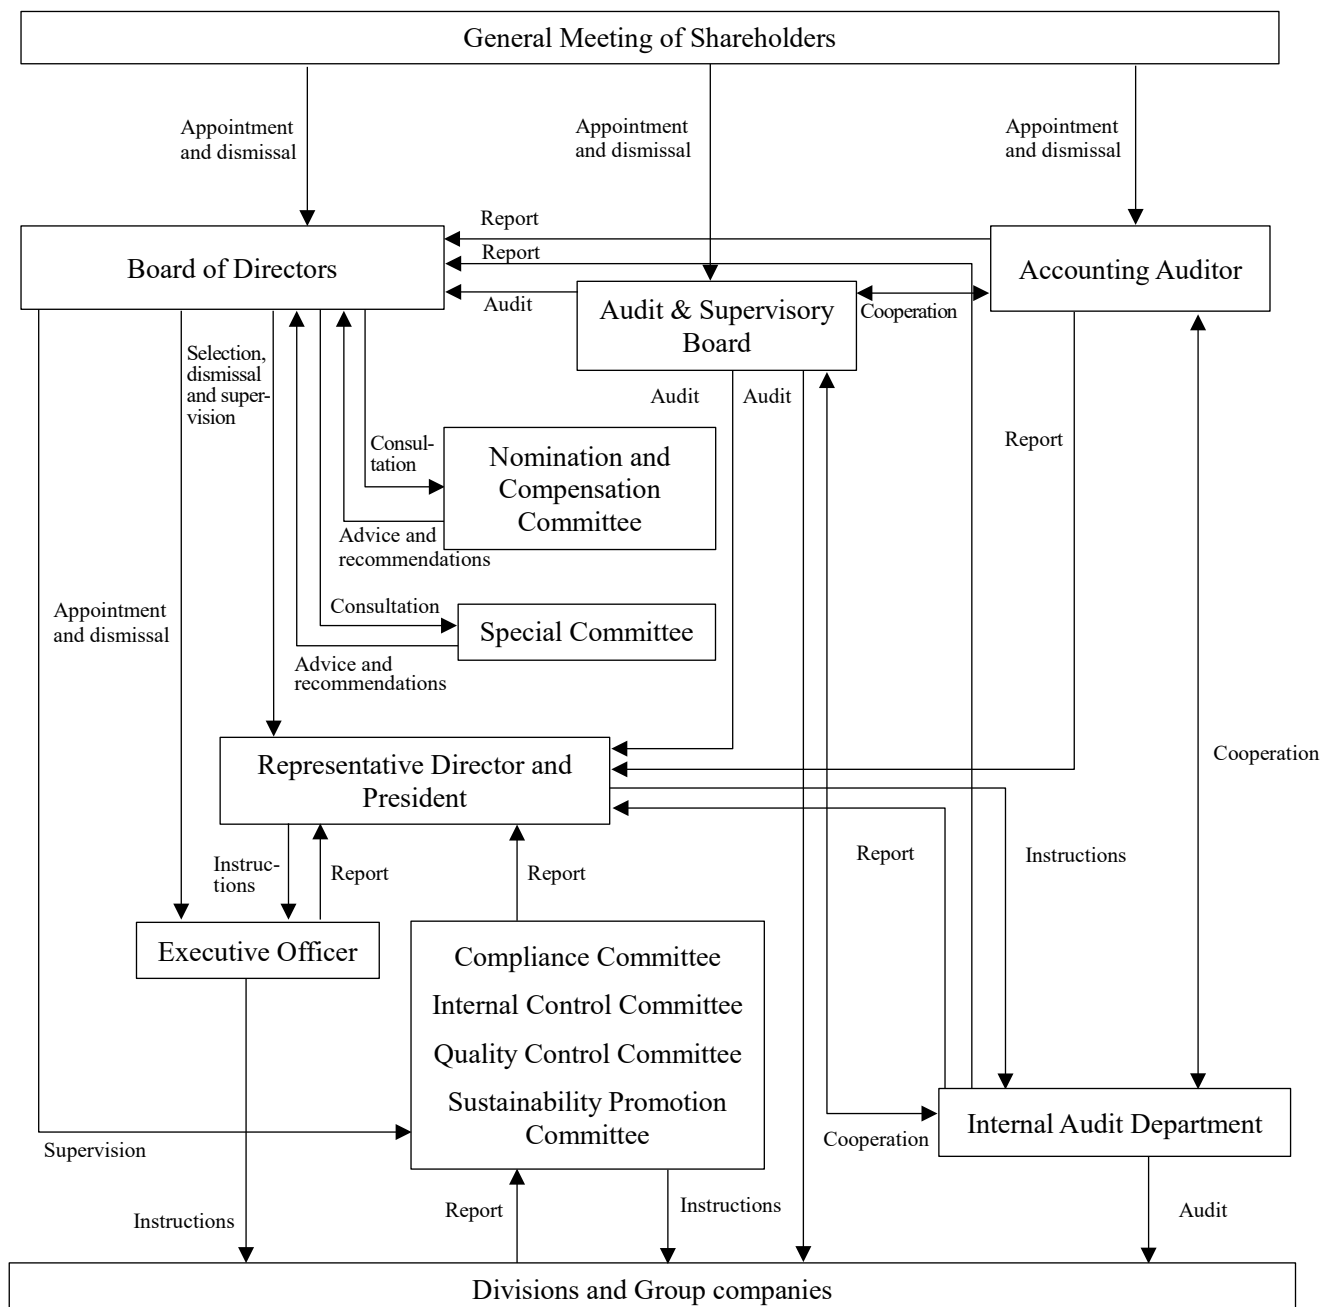 General Meeting of Shareholders
Appointment
and dismissal
Appointment
and dismissal
Appointment
and dismissal
Report
Report
Board of Directors
Accounting Auditor
Audit
Audit & Supervisory
Board
Cooperation
Selection,
dismissal
and super-
vision
Audit
Audit
Report
Consul-
tation
Nomination and
Compensation
Committee
Advice and
recommendations
Appointment
and dismissal
Consultation
Special Committee
Advice and
recommendations
Cooperation
Representative Director and
President
Instruc-
tions
Report
Report
Report
Instructions
Executive Officer
Compliance Committee
Internal Control Committee
Quality Control Committee
Sustainability Promotion
Committee
Internal Audit Department
Supervision
Cooperation
Instructions
Report
Instructions
Audit
Divisions and Group companies